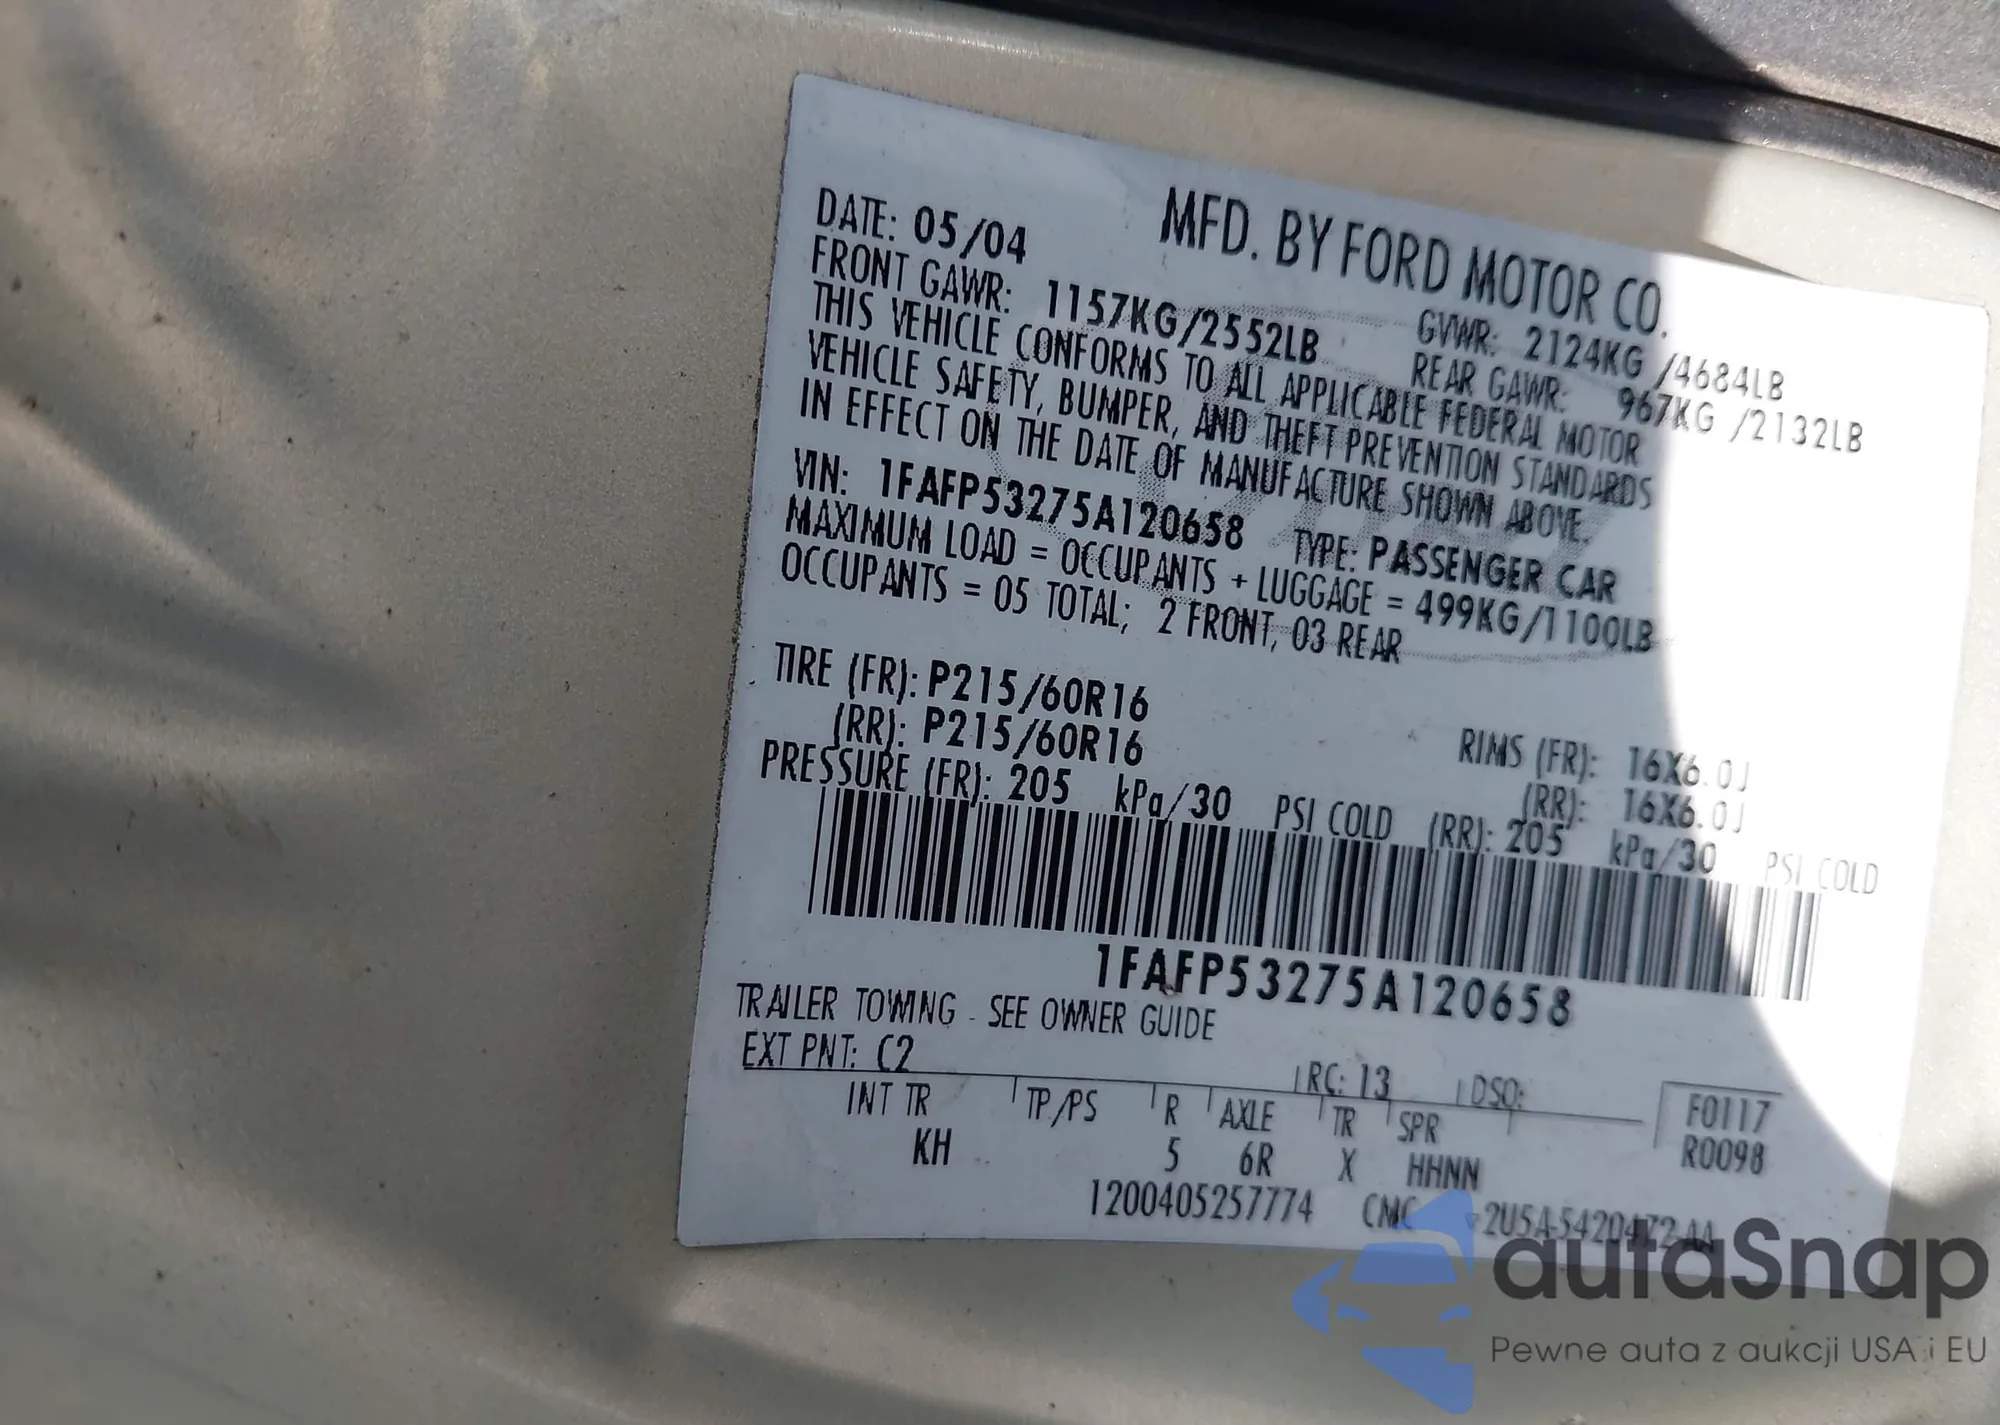 MFD. BY FORD MOTOR CO.
DATE: 05/04
GVWR: 2124KG /4684LB
FRONT GAWR: 1157KG/2552LB
REAR GAWR: 967KG /2132LB
THIS VEHICLE CONFORMS TO ALL APPLICABLE FEDERAL MOTOR
VEHICLE SAFETY, BUMPER, AND THEFT PREVENTION STANDARDS
IN EFFECT ON THE DATE OF MANUFACTURE SHOWN ABOVE.
VIN: 1FAFP53275A120658 TYPE: PASSENGER CAR
MAXIMUM LOAD = OCCUPANTS + LUGGAGE = 499KG/1100LB
OCCUPANTS = 05 TOTAL; 2 FRONT, 03 REAR
TIRE (FR): P215/60R16 RIMS (FR): 16X6.0J
(RR): P215/60R16 (RR): 16X6.0J
PRESSURE (FR): 205 kPa/30 PSI COLD (RR): 205 kPa/30 PSI COLD
1FAFP53275A120658
TRAILER TOWING - SEE OWNER GUIDE
EXT PNT: C2 RC: 13 DSO:
INT TR TP/PS R AXLE TR SPR F0117
KH 5 6R X HHNN R0098
1200405257774 CMC 2U5A-54204Z2-AA
autaSnap
Pewne auta z aukcji USA i EU